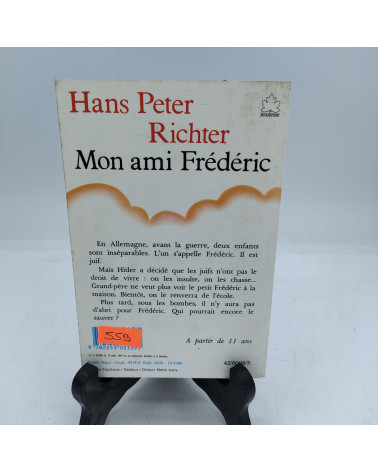 Hans Peter
Richter
Mon ami Frédéric
jeunesse
En Allemagne, avant la guerre, deux enfants
sont inséparables. L'un s'appelle Frédéric. Il est
juif.
Mais Hitler a décidé que les juifs n'ont pas le
droit de vivre : on les insulte, on les chasse...
Grand-père ne veut plus voir le petit Frédéric à la
maison. Bientôt, on le renverra de l'école.
Plus tard, sous les bombes, il n'y aura pas
d'abri pour Frédéric. Qui pourrait encore le
sauver ?
559
A partir de 11 ans